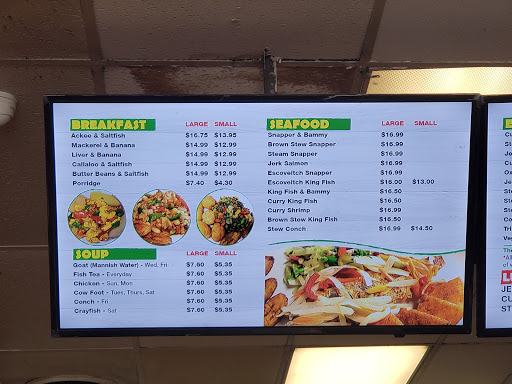 BREAKFAST LARGE SMALL
Ackee & Saltfish $16.75 $13.95
Mackerel & Banana $14.99 $12.99
Liver & Banana $14.99 $12.99
Callaloo & Saltfish $14.99 $12.99
Butter Beans & Saltfish $14.99 $12.99
Porridge $7.40 $4.30
SOUP LARGE SMALL
Goat (Mannish Water) - Wed, Fri $7.60 $5.35
Fish Tea - Everyday $7.60 $5.35
Chicken - Sun, Mon $7.60 $5.35
Cow Foot - Tues, Thurs, Sat $7.60 $5.35
Conch - Fri $7.60 $5.35
Crayfish - Sat $7.60 $5.35
SEAFOOD LARGE SMALL
Snapper & Bammy $16.99
Brown Stew Snapper $16.99
Steam Snapper $16.99
Jerk Salmon $16.99
Escoveitch Snapper $16.99
Escoveitch King Fish $16.00 $13.00
King Fish & Bammy $16.50
Curry King Fish $16.50
Curry Shrimp $16.99
Brown Stew King Fish $16.50
Stew Conch $16.99 $14.50